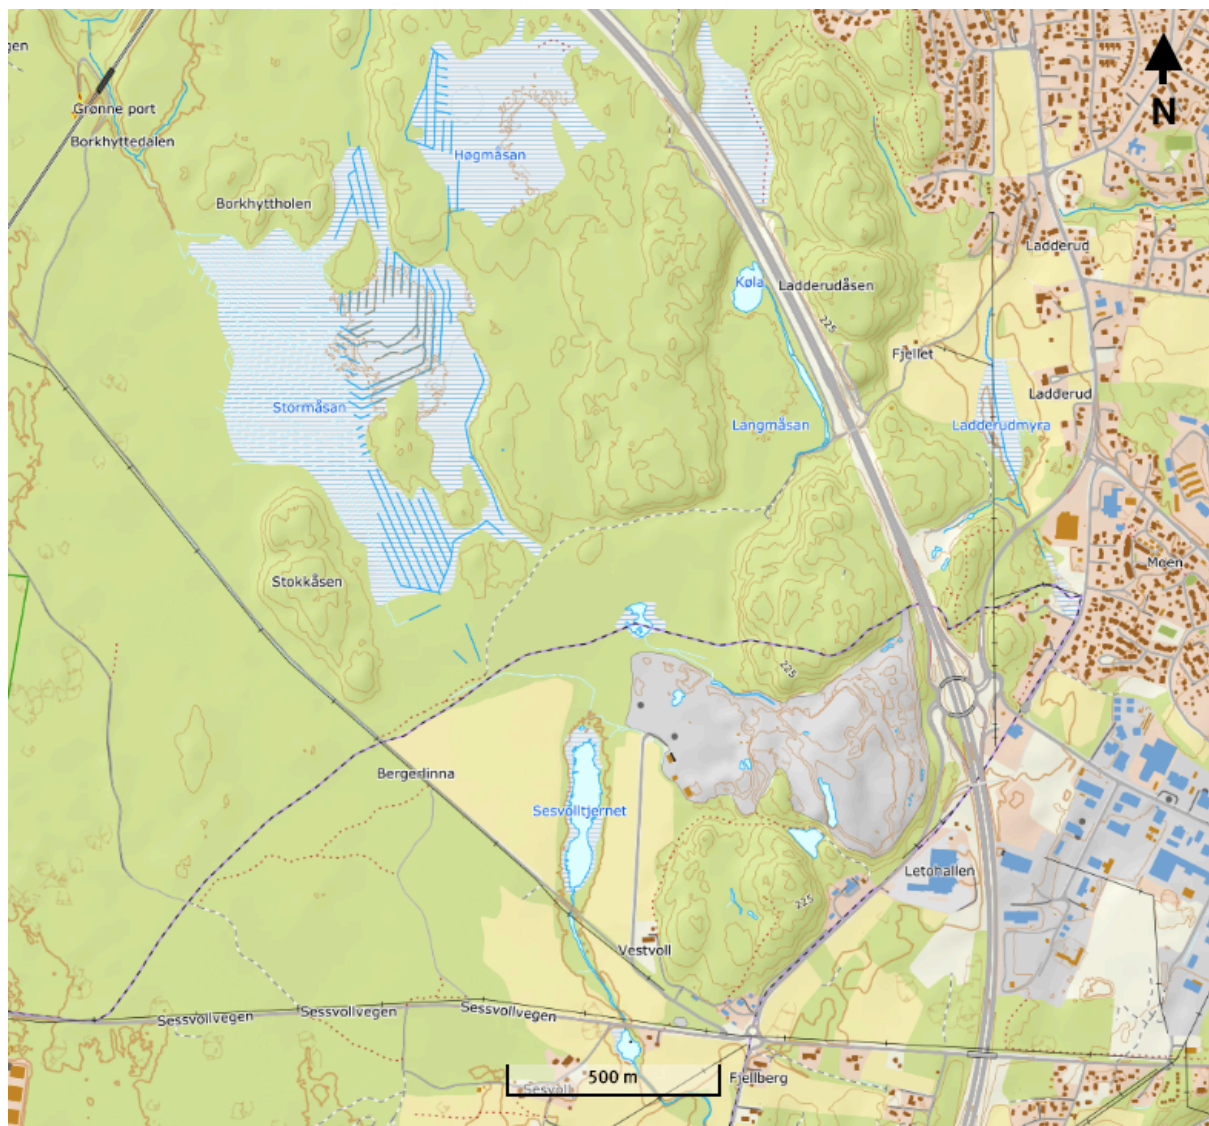 gen
Grønne port
N
Borkhyttedalen
Høgmåsan
Borkhyttholen
Ladderud
Køla
Ladderudåsen
225
Fjellet
Ladderud
Stormåsan
Langmåsan
Ladderudmyra
Moen
Stokkåsen
225
Bergerlinna
Sesvolltjernet
Letohallen
225
Vestvoll
Sessvollvegen
Sessvollvegen
Sessvollvegen
500 m
Fjellberg
Sesvoll